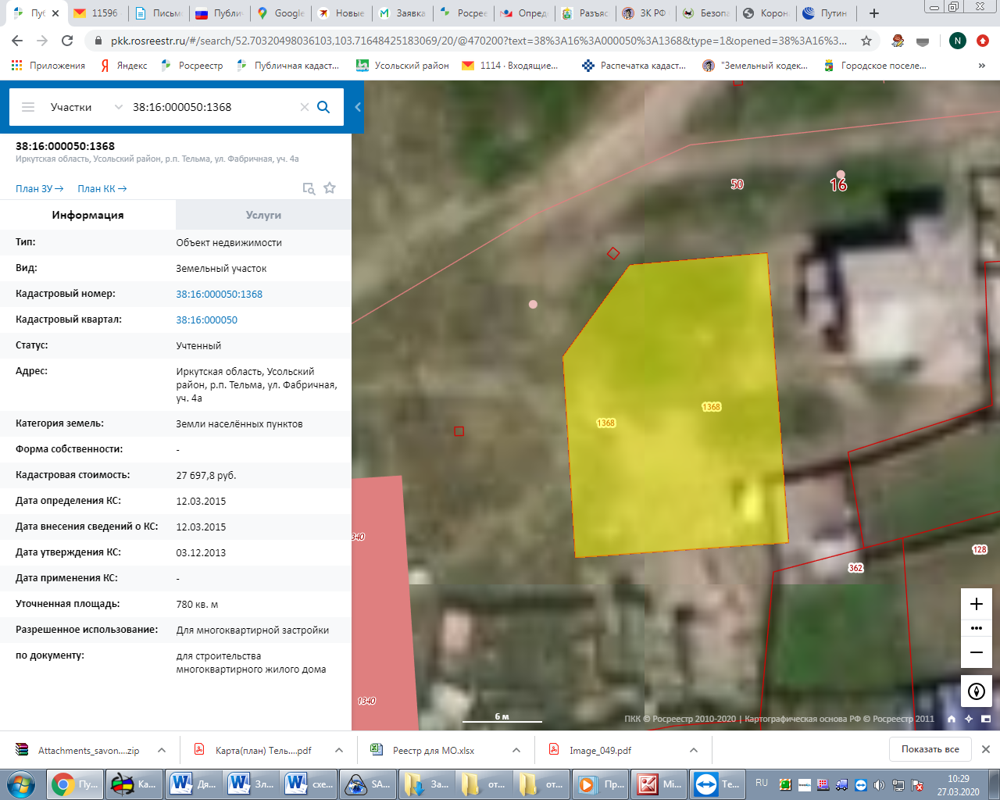 Пуб
11596
Письм
Публич
Google
Новые
Заявка
Росрее
Опред
Разъяс
ЗК РФ
Безопа
Корон
Путин
pkk.rosreestr.ru/#/search/52.70320498036103,103.71648425183069/20/@470200?text=38%3A16%3A000050%3A1368&type=1&opened=38%3A16%3...
N
Приложения
Яндекс
Росреестр
Публичная кадаст...
Усольский район
1114 · Входящие...
Распечатка кадаст...
"Земельный кодек...
Городское поселе...
»
Участки
38:16:000050:1368
38:16:000050:1368
Иркутская область, Усольский район, р.п. Тельма, ул. Фабричная, уч. 4а
План ЗУ →
План КК →
Информация
Услуги
Тип: Объект недвижимости
Вид: Земельный участок
Кадастровый номер: 38:16:000050:1368
Кадастровый квартал: 38:16:000050
Статус: Учтенный
Адрес: Иркутская область, Усольский
район, р.п. Тельма, ул. Фабричная,
уч. 4а
Категория земель: Земли населённых пунктов
Форма собственности: -
Кадастровая стоимость: 27 697,8 руб.
Дата определения КС: 12.03.2015
Дата внесения сведений о КС: 12.03.2015
Дата утверждения КС: 03.12.2013
Дата применения КС: -
Уточненная площадь: 780 кв. м
Разрешенное использование: Для многоквартирной застройки
по документу: для строительства
многоквартирного жилого дома
50
16
1368
1368
340
128
362
1340
6 м
ПКК © Росреестр 2010-2020 | Картографическая основа РФ © Росреестр 2011
Attachments_savon....zip
Карта(план) Тель....pdf
Реестр для МО.xlsx
Image_049.pdf
Показать все
Пу...
Ка...
Дя...
Зл...
схе...
SA...
За...
от...
от...
Пр...
Mi...
Te...
RU
10:29
27.03.2020